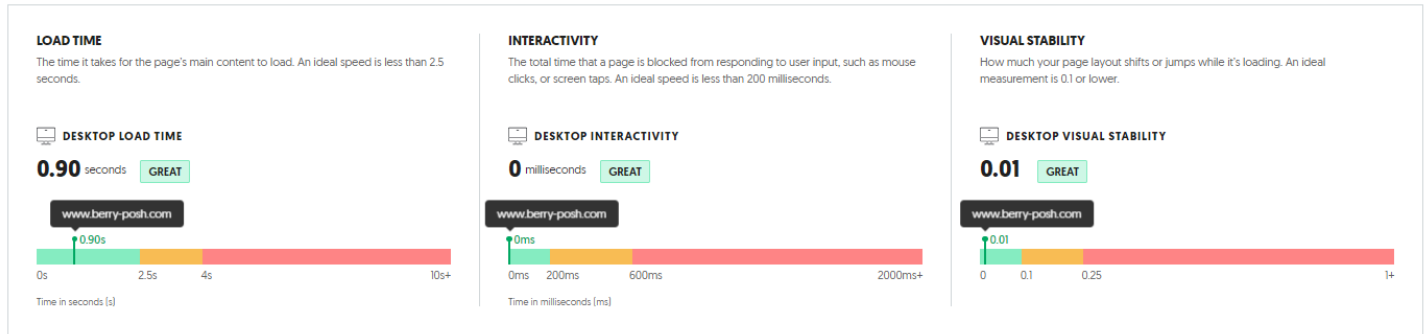 LOAD TIME
The time it takes for the page's main content to load. An ideal speed is less than 2.5
seconds.
DESKTOP LOAD TIME
0.90 seconds GREAT
www.berry-posh.com
0.90s
0s 2.5s 4s 10s+
Time in seconds (s)
INTERACTIVITY
The total time that a page is blocked from responding to user input, such as mouse
clicks, or screen taps. An ideal speed is less than 200 milliseconds.
DESKTOP INTERACTIVITY
0 milliseconds GREAT
www.berry-posh.com
0ms
0ms 200ms 600ms 2000ms+
Time in milliseconds (ms)
VISUAL STABILITY
How much your page layout shifts or jumps while it's loading. An ideal
measurement is 0.1 or lower.
DESKTOP VISUAL STABILITY
0.01 GREAT
www.berry-posh.com
0.01
0 0.1 0.25 1+